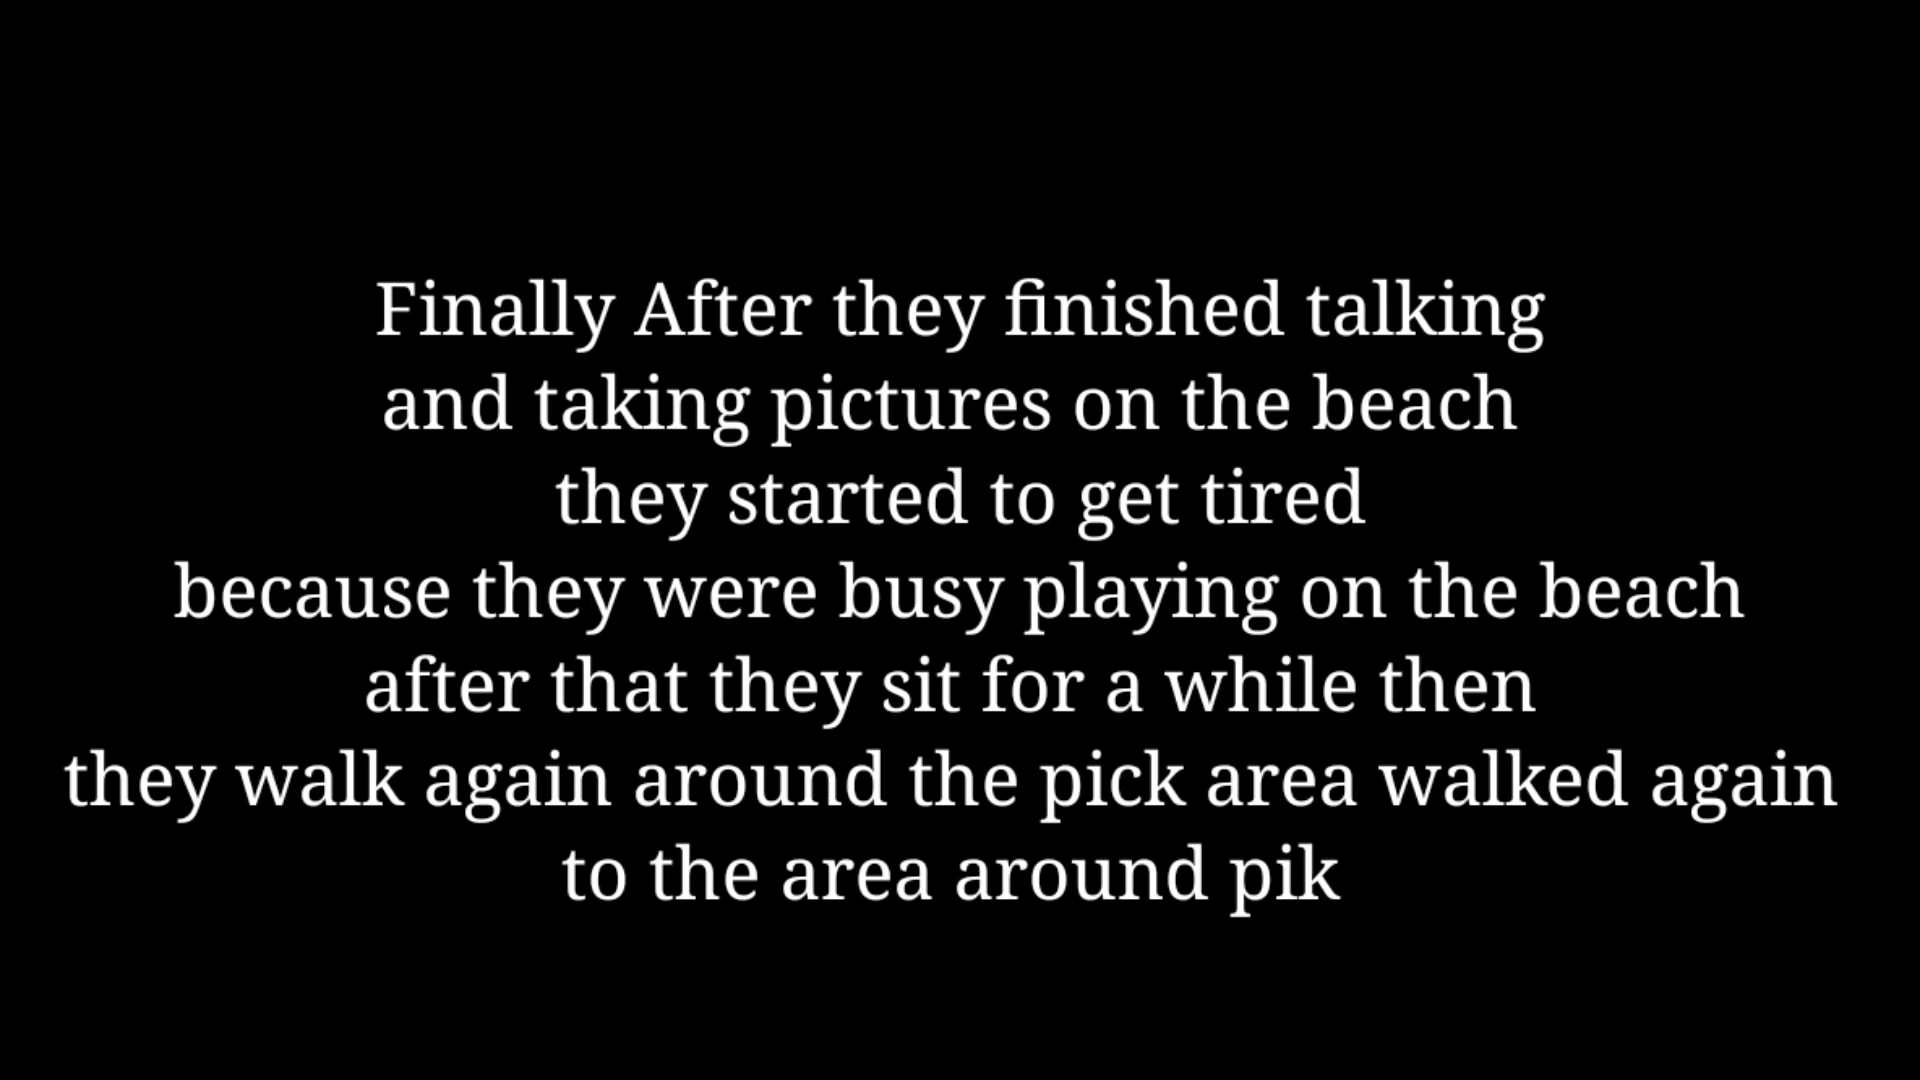 Finally After they finished talking
and taking pictures on the beach
they started to get tired
because they were busy playing on the beach
after that they sit for a while then
they walk again around the pick area walked again
to the area around pik